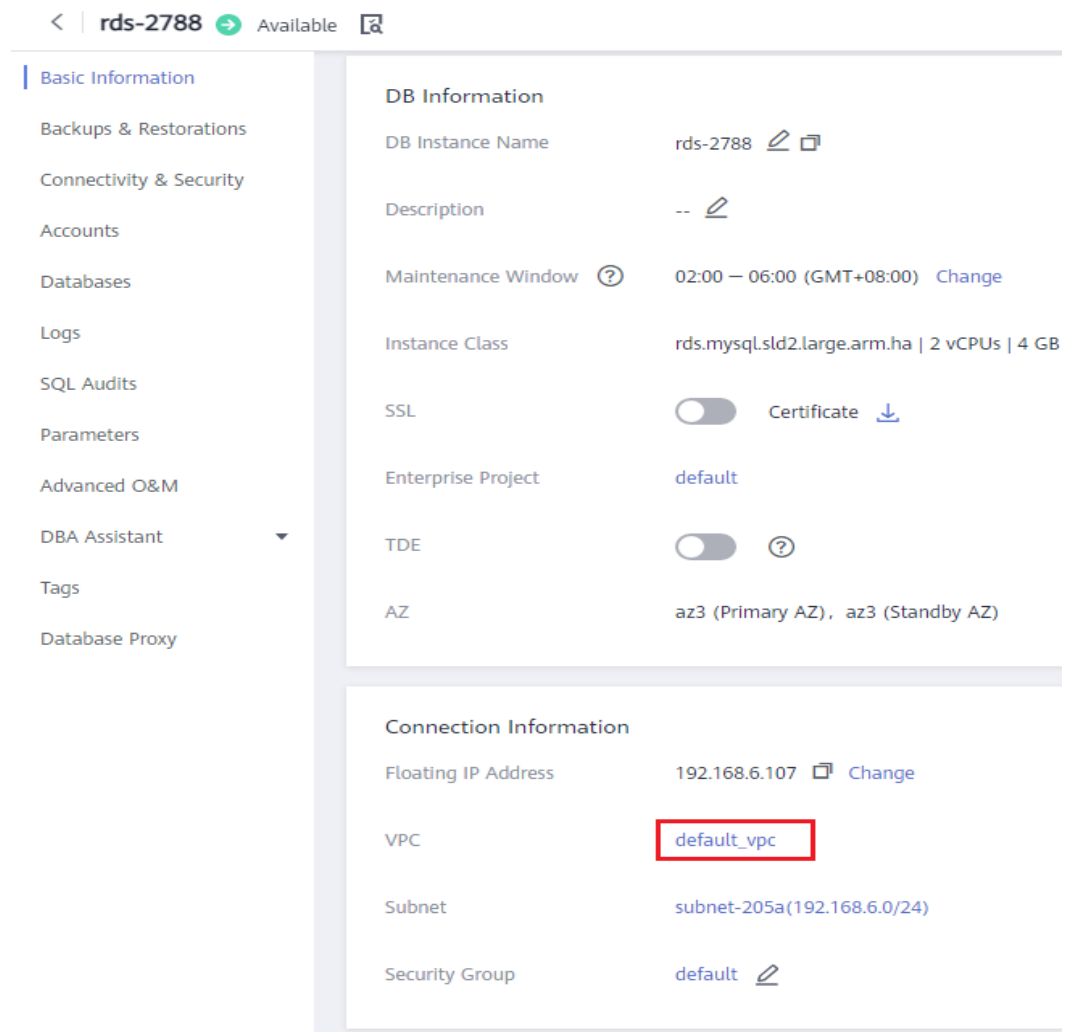 rds-2788 Available
Basic Information
Backups & Restorations
Connectivity & Security
Accounts
Databases
Logs
SQL Audits
Parameters
Advanced O&M
DBA Assistant
Tags
Database Proxy
DB Information
DB Instance Name rds-2788
Description --
Maintenance Window ? 02:00 — 06:00 (GMT+08:00) Change
Instance Class rds.mysql.sld2.large.arm.ha | 2 vCPUs | 4 GB
SSL Certificate
Enterprise Project default
TDE ?
AZ az3 (Primary AZ), az3 (Standby AZ)
Connection Information
Floating IP Address 192.168.6.107 Change
VPC default_vpc
Subnet subnet-205a(192.168.6.0/24)
Security Group default